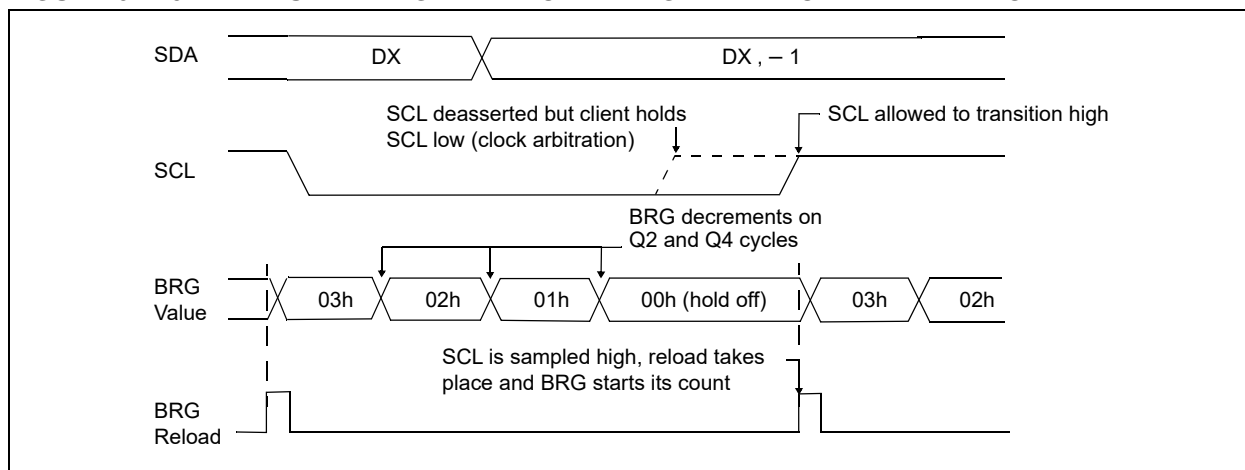 SDA
DX
DX , – 1
SCL deasserted but client holds
SCL low (clock arbitration)
SCL allowed to transition high
SCL
BRG decrements on
Q2 and Q4 cycles
BRG
Value
03h
02h
01h
00h (hold off)
03h
02h
SCL is sampled high, reload takes
place and BRG starts its count
BRG
Reload